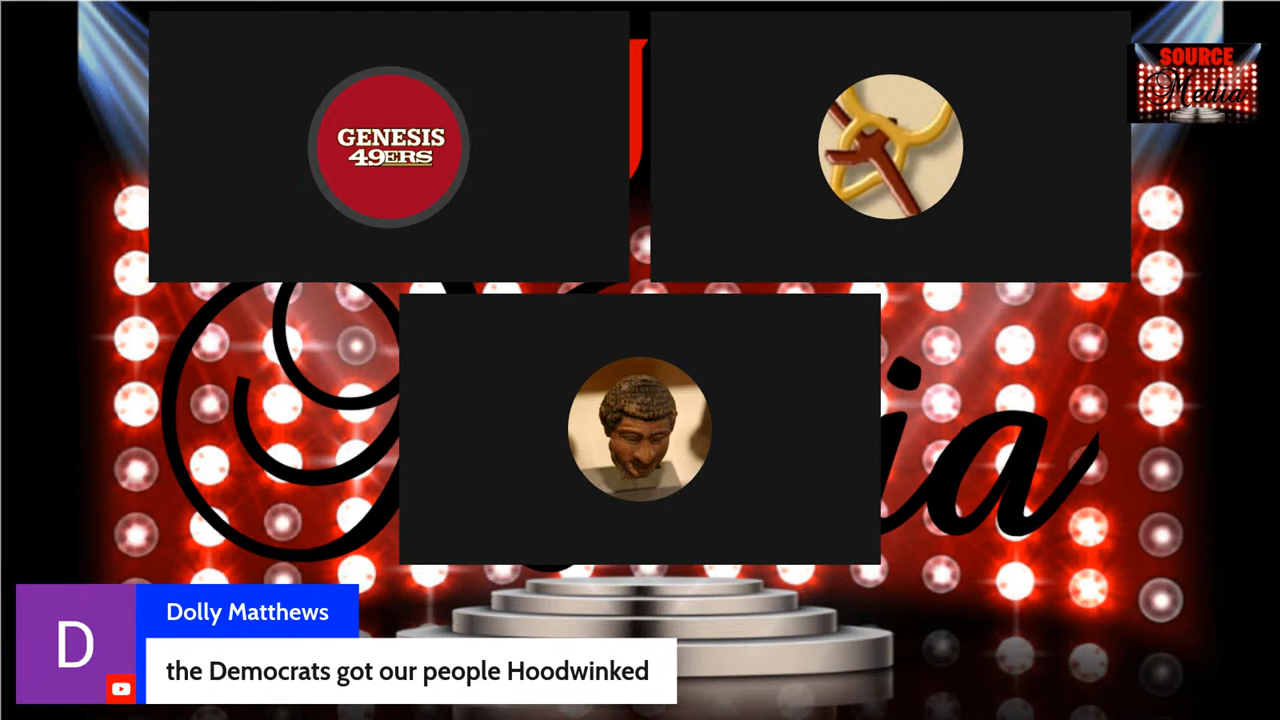 GENESIS
49ERS
SOURCE
Media
D
Dolly Matthews
the Democrats got our people Hoodwinked